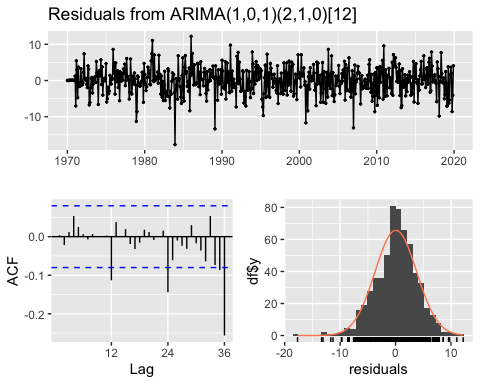 Residuals from ARIMA(1,0,1)(2,1,0)[12]
10
0
-10
1970 1980 1990 2000 2010 2020
ACF
0.0
-0.1
-0.2
12 24 36
Lag
df$y
80
60
40
20
0
-20 -10 0 10
residuals